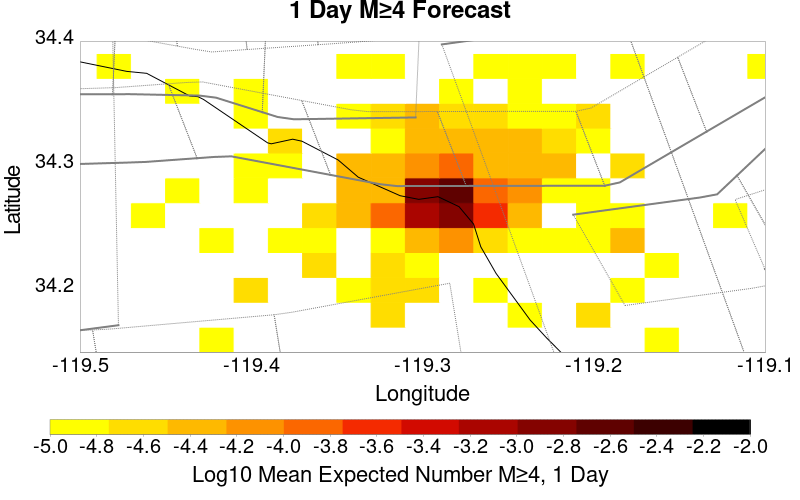 1 Day M≥4 Forecast
34.4
34.3
34.2
Latitude
-119.5 -119.4 -119.3 -119.2 -119.1
Longitude
-5.0 -4.8 -4.6 -4.4 -4.2 -4.0 -3.8 -3.6 -3.4 -3.2 -3.0 -2.8 -2.6 -2.4 -2.2 -2.0
Log10 Mean Expected Number M≥4, 1 Day